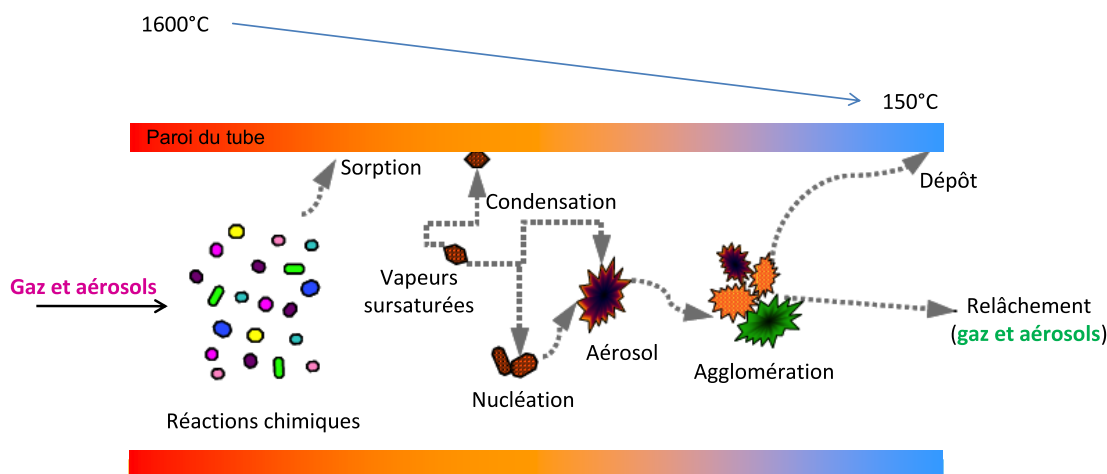 1600°C
150°C
Paroi du tube
Sorption
Condensation
Dépôt
Gaz et aérosols
Vapeurs
sursaturées
Relâchement
(gaz et aérosols)
Aérosol
Agglomération
Nucléation
Réactions chimiques